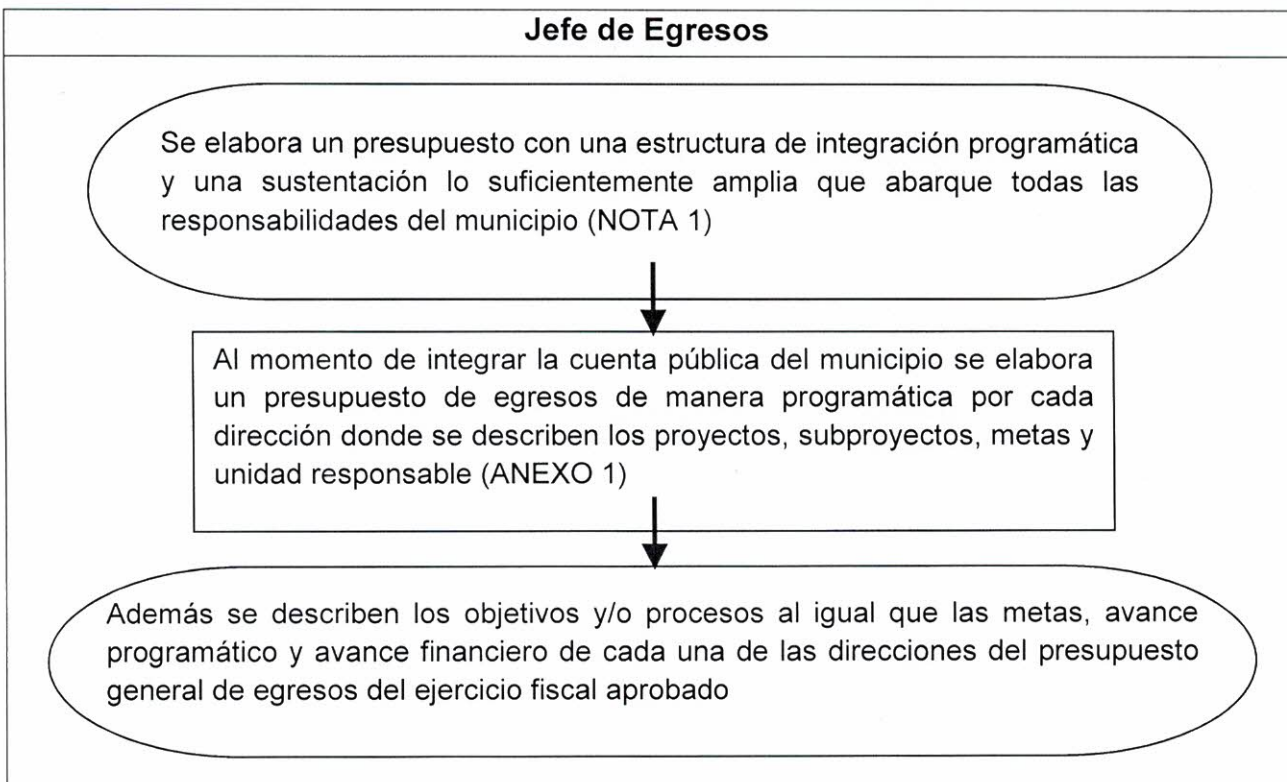 Jefe de Egresos
Se elabora un presupuesto con una estructura de integración programática
y una sustentación lo suficientemente amplia que abarque todas las
responsabilidades del municipio (NOTA 1)
Al momento de integrar la cuenta pública del municipio se elabora
un presupuesto de egresos de manera programática por cada
dirección donde se describen los proyectos, subproyectos, metas y
unidad responsable (ANEXO 1)
Además se describen los objetivos y/o procesos al igual que las metas, avance
programático y avance financiero de cada una de las direcciones del presupuesto
general de egresos del ejercicio fiscal aprobado